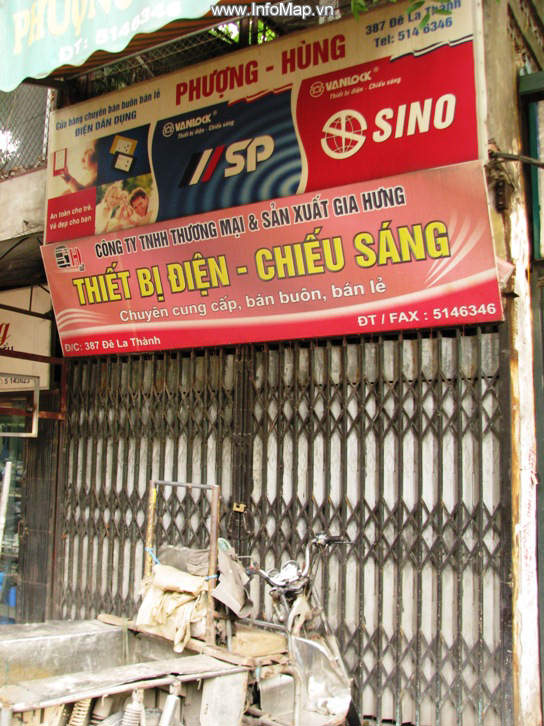 www.InfoMap.vn
PHƯỢNG
ĐT: 5145
387 Đê La Thành
Tel: 514 6346
PHƯỢNG - HÙNG
Cửa hàng chuyên bán buôn bán lẻ
ĐIỆN DÂN DỤNG
VANLOCK
Thiết bị điện - Chiếu sáng
SP
VANLOCK
Thiết bị điện - Chiếu sáng
SINO
An toàn cho trẻ.
Vẻ đẹp cho bạn
CÔNG TY TNHH THƯƠNG MẠI & SẢN XUẤT GIA HƯNG
THIẾT BỊ ĐIỆN - CHIẾU SÁNG
Chuyên cung cấp, bán buôn, bán lẻ
Đ/C: 387 Đê La Thành
ĐT / FAX : 5146346